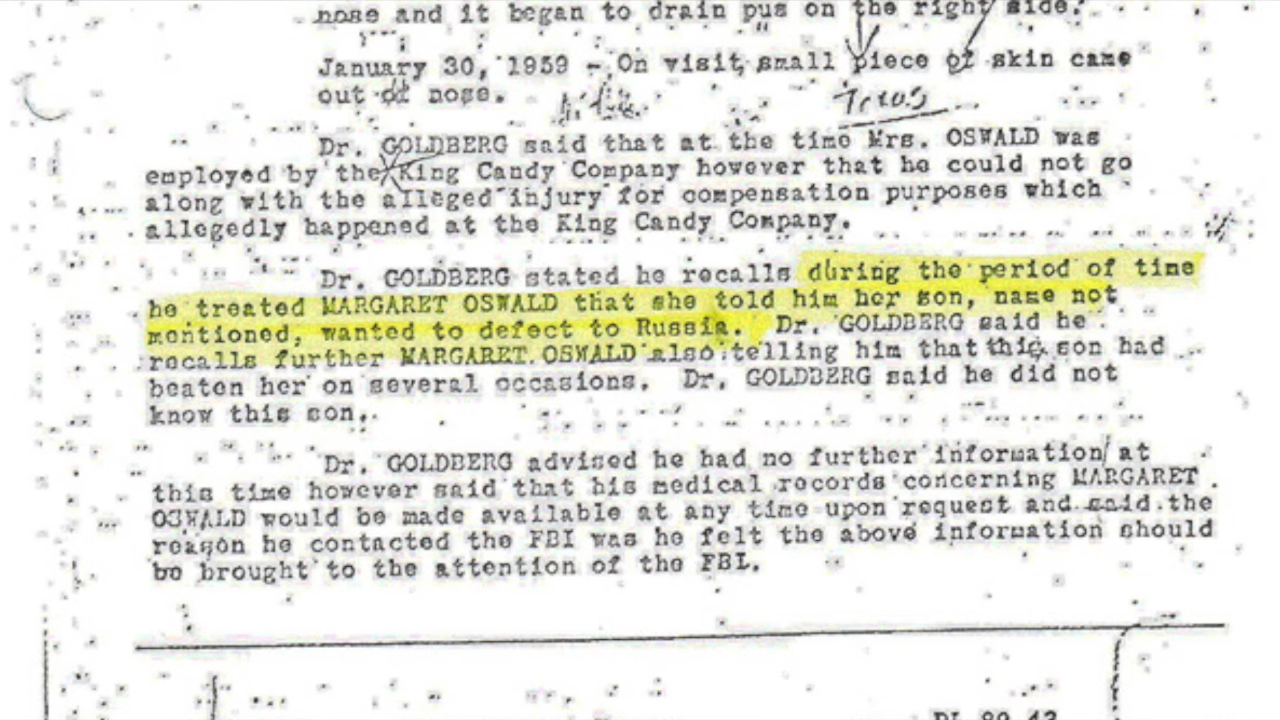 nose and it began to drain pus on the right side.
January 30, 1959 - On visit, small piece of skin came
out of nose.
Dr. GOLDBERG said that at the time Mrs. OSWALD was
employed by the King Candy Company however that he could not go
along with the alleged injury for compensation purposes which
allegedly happened at the King Candy Company.
Dr. GOLDBERG stated he recalls during the period of time
he treated MARGARET OSWALD that she told him her son, name not
mentioned, wanted to defect to Russia. Dr. GOLDBERG said he
recalls further MARGARET OSWALD also telling him that this son had
beaten her on several occasions. Dr. GOLDBERG said he did not
know this son.
Dr. GOLDBERG advised he had no further information at
this time however said that his medical records concerning MARGARET
OSWALD would be made available at any time upon request and said the
reason he contacted the FBI was he felt the above information should
be brought to the attention of the FBI.